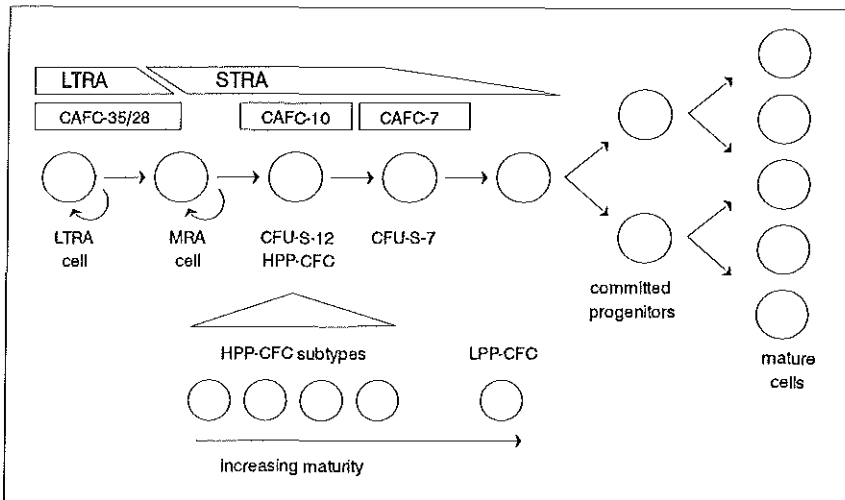 LTRA STRA
CAFC-35/28 CAFC-10 CAFC-7
LTRA
cell
MRA
cell
CFU-S-12
HPP-CFC
CFU-S-7
committed
progenitors
mature
cells
HPP-CFC subtypes LPP-CFC
Increasing maturity